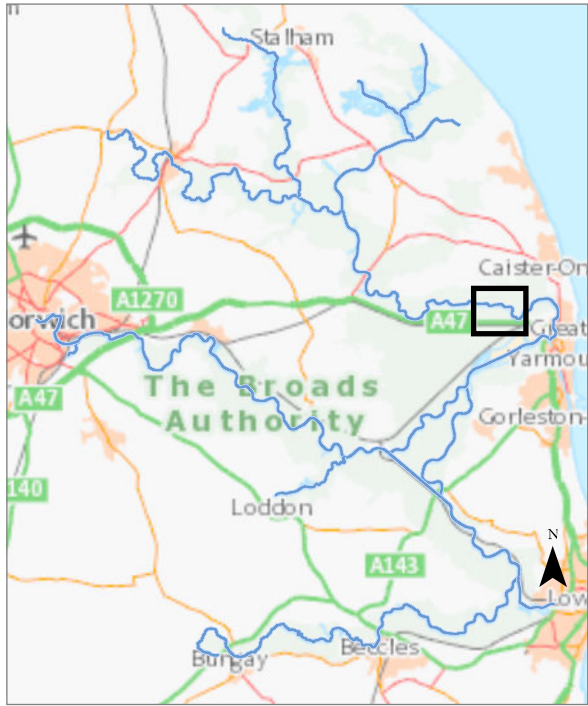 n
Stalham
Caister-On
A1270
orwich
A47
Great
Yarmou
The Broads
Authority
A47
Gorleston-
140
Loddon
N
A143
Low
Beccles
Bungay